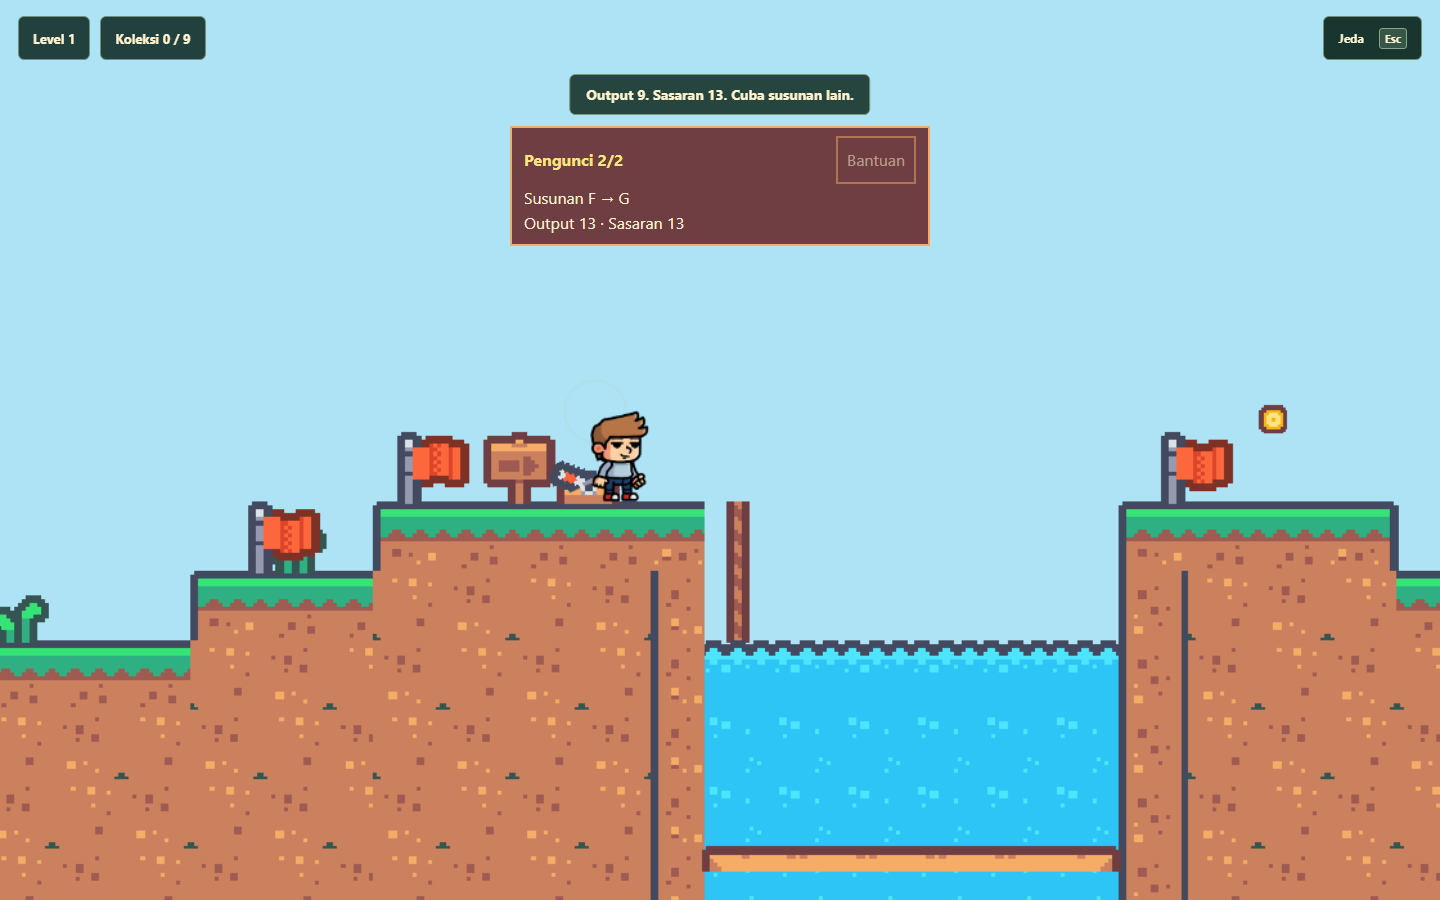 Level 1
Koleksi 0 / 9
Jeda Esc
Output 9. Sasaran 13. Cuba susunan lain.
Pengunci 2/2
Bantuan
Susunan F → G
Output 13 · Sasaran 13